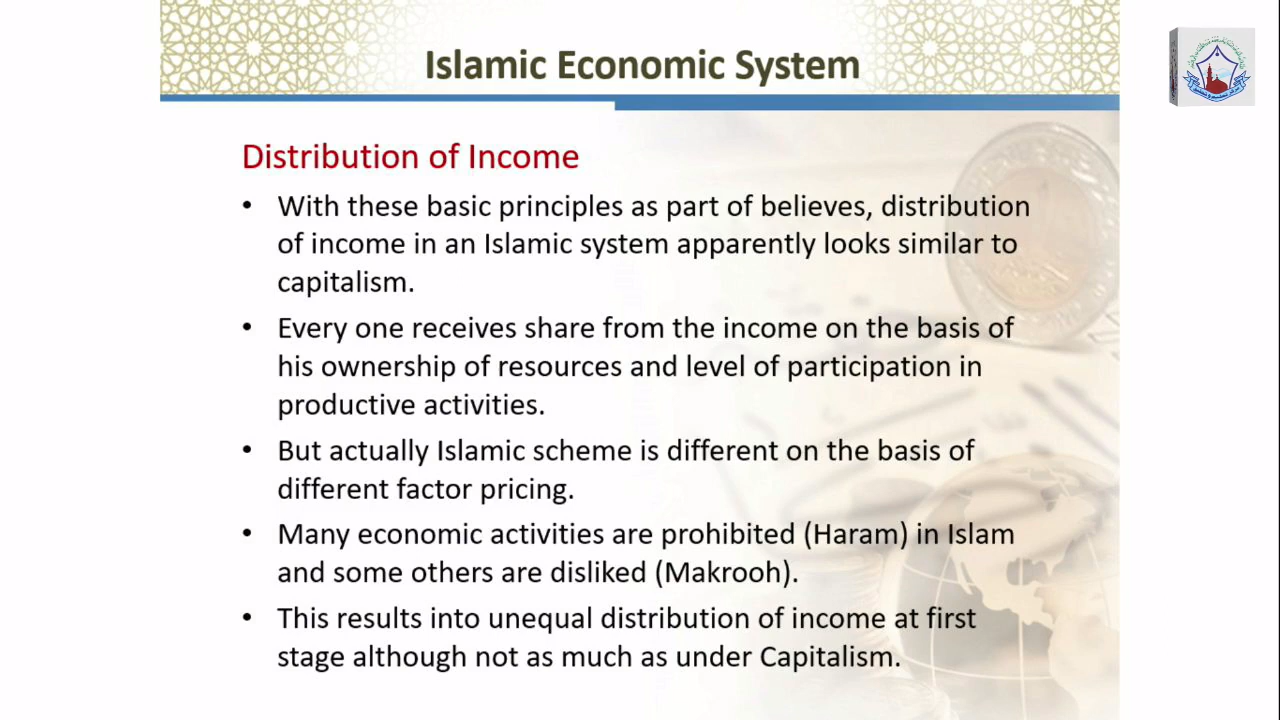 Islamic Economic System
Distribution of Income
• With these basic principles as part of believes, distribution
of income in an Islamic system apparently looks similar to
capitalism.
• Every one receives share from the income on the basis of
his ownership of resources and level of participation in
productive activities.
• But actually Islamic scheme is different on the basis of
different factor pricing.
• Many economic activities are prohibited (Haram) in Islam
and some others are disliked (Makrooh).
• This results into unequal distribution of income at first
stage although not as much as under Capitalism.